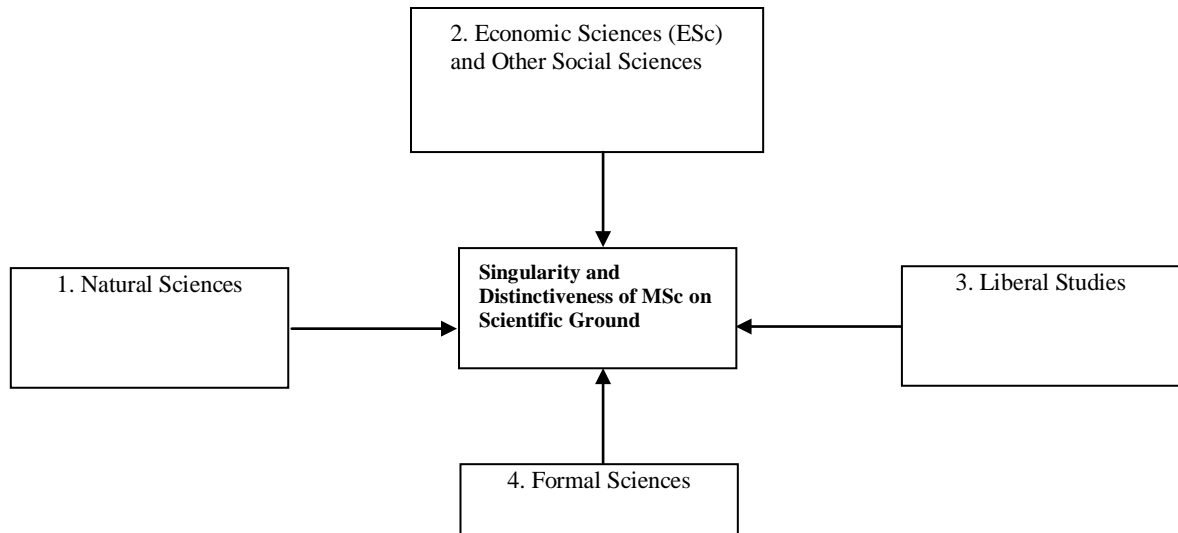 2. Economic Sciences (ESc)
and Other Social Sciences
1. Natural Sciences
Singularity and
Distinctiveness of MSc on
Scientific Ground
3. Liberal Studies
4. Formal Sciences